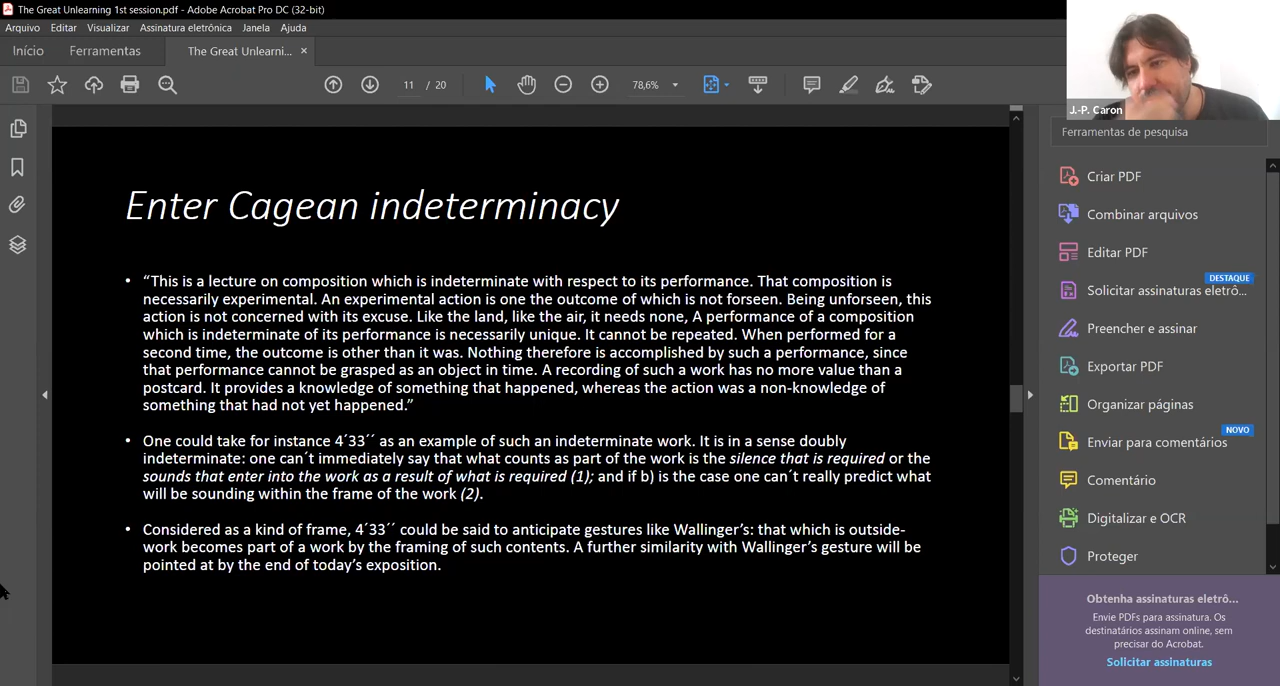 The Great Unlearning 1st session.pdf - Adobe Acrobat Pro DC (32-bit)
Arquivo Editar Visualizar Assinatura eletrônica Janela Ajuda
Início Ferramentas The Great Unlearni... ×
11 / 20 78,6%
J.-P. Caron
Ferramentas de pesquisa
Enter Cagean indeterminacy
• “This is a lecture on composition which is indeterminate with respect to its performance. That composition is
necessarily experimental. An experimental action is one the outcome of which is not forseen. Being unforseen, this
action is not concerned with its excuse. Like the land, like the air, it needs none, A performance of a composition
which is indeterminate of its performance is necessarily unique. It cannot be repeated. When performed for a
second time, the outcome is other than it was. Nothing therefore is accomplished by such a performance, since
that performance cannot be grasped as an object in time. A recording of such a work has no more value than a
postcard. It provides a knowledge of something that happened, whereas the action was a non-knowledge of
something that had not yet happened.”
• One could take for instance 4´33´´ as an example of such an indeterminate work. It is in a sense doubly
indeterminate: one can´t immediately say that what counts as part of the work is the silence that is required or the
sounds that enter into the work as a result of what is required (1); and if b) is the case one can´t really predict what
will be sounding within the frame of the work (2).
• Considered as a kind of frame, 4´33´´ could be said to anticipate gestures like Wallinger’s: that which is outside-
work becomes part of a work by the framing of such contents. A further similarity with Wallinger’s gesture will be
pointed at by the end of today’s exposition.
Criar PDF
Combinar arquivos
Editar PDF
DESTAQUE
Solicitar assinaturas eletrô...
Preencher e assinar
Exportar PDF
Organizar páginas
NOVO
Enviar para comentários
Comentário
Digitalizar e OCR
Proteger
Obtenha assinaturas eletrô...
Envie PDFs para assinatura. Os
destinatários assinam online, sem
precisar do Acrobat.
Solicitar assinaturas